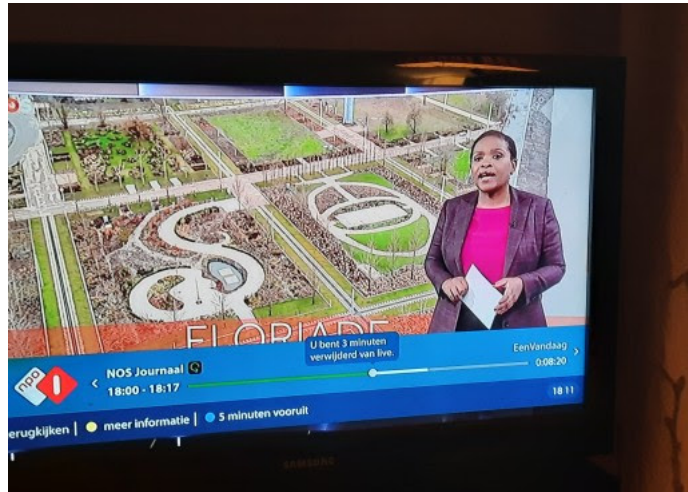 FLORIADE
U bent 3 minuten
verwijderd van live.
npo 1
NOS Journaal
EenVandaag
18:00 - 18:17
0:08:20
18 11
erugkijken | meer informatie | 5 minuten vooruit
SAMSUNG